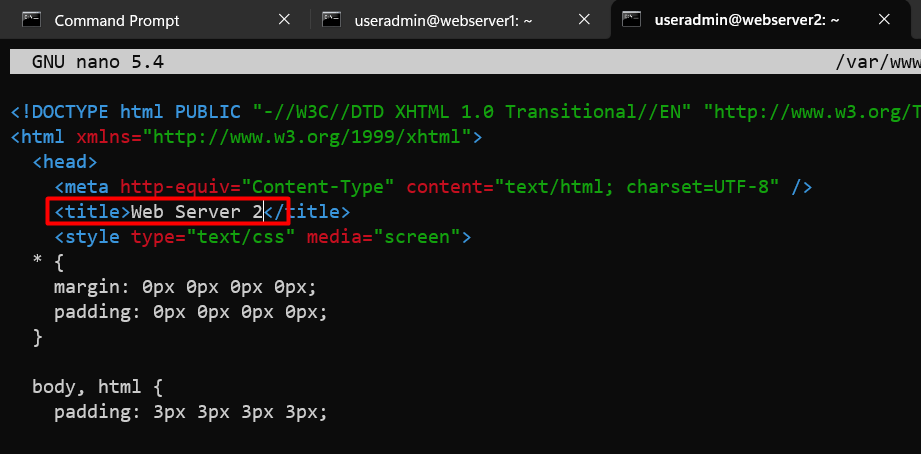 Command Prompt useradmin@webserver1: ~ useradmin@webserver2: ~
GNU nano 5.4 /var/www
<!DOCTYPE html PUBLIC "-//W3C//DTD XHTML 1.0 Transitional//EN" "http://www.w3.org/T
<html xmlns="http://www.w3.org/1999/xhtml">
<head>
<meta http-equiv="Content-Type" content="text/html; charset=UTF-8" />
<title>Web Server 2</title>
<style type="text/css" media="screen">
* {
margin: 0px 0px 0px 0px;
padding: 0px 0px 0px 0px;
}
body, html {
padding: 3px 3px 3px 3px;